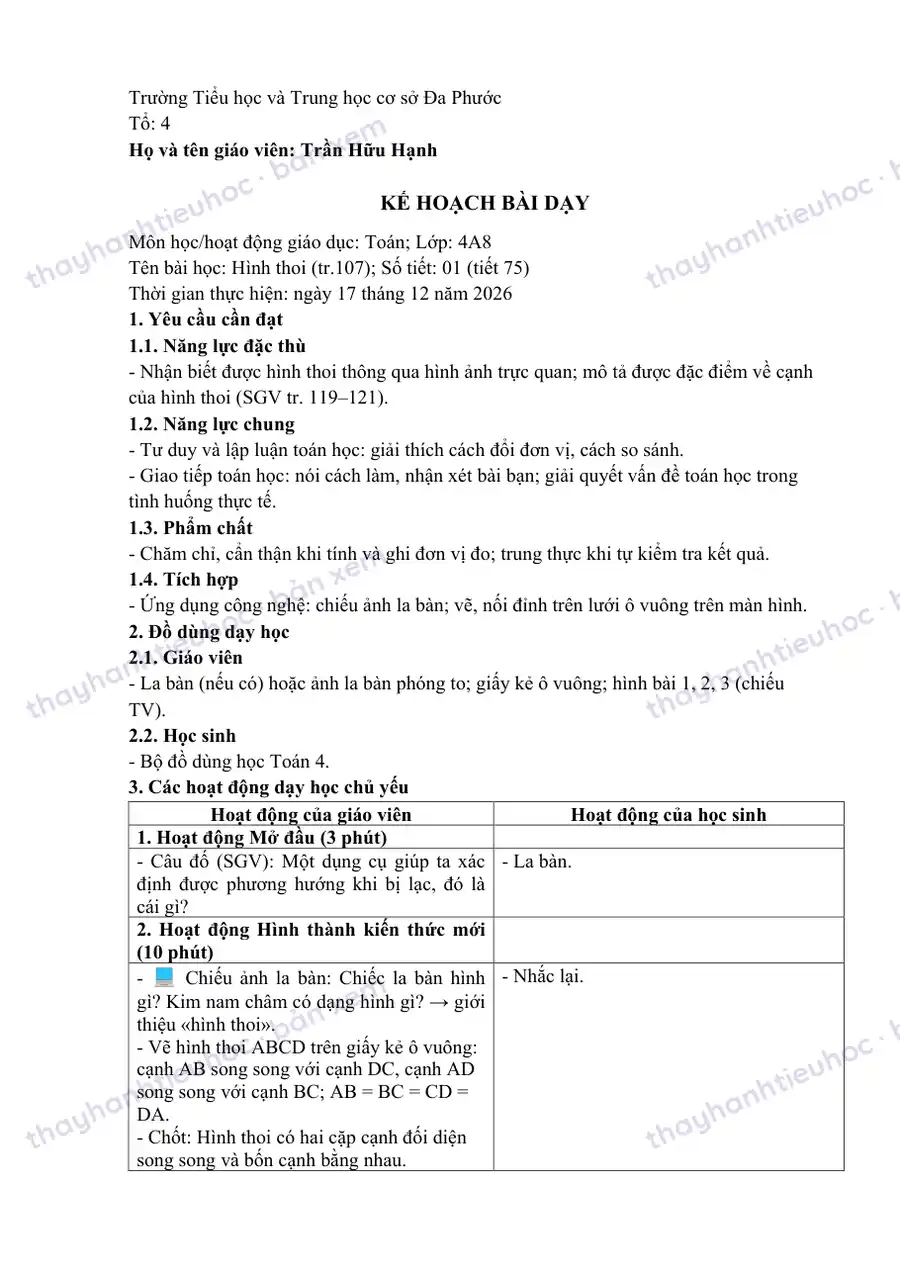 Trường Tiểu học và Trung học cơ sở Đa Phước
Tổ: 4
Họ và tên giáo viên: Trần Hữu Hạnh
KẾ HOẠCH BÀI DẠY
Môn học/hoạt động giáo dục: Toán; Lớp: 4A8
Tên bài học: Hình thoi (tr.107); Số tiết: 01 (tiết 75)
Thời gian thực hiện: ngày 17 tháng 12 năm 2026
1. Yêu cầu cần đạt
1.1. Năng lực đặc thù
- Nhận biết được hình thoi thông qua hình ảnh trực quan; mô tả được đặc điểm về cạnh
của hình thoi (SGV tr. 119–121).
1.2. Năng lực chung
- Tư duy và lập luận toán học: giải thích cách đổi đơn vị, cách so sánh.
- Giao tiếp toán học: nói cách làm, nhận xét bài bạn; giải quyết vấn đề toán học trong
tình huống thực tế.
1.3. Phẩm chất
- Chăm chỉ, cẩn thận khi tính và ghi đơn vị đo; trung thực khi tự kiểm tra kết quả.
1.4. Tích hợp
- Ứng dụng công nghệ: chiếu ảnh la bàn; vẽ, nối đỉnh trên lưới ô vuông trên màn hình.
2. Đồ dùng dạy học
2.1. Giáo viên
- La bàn (nếu có) hoặc ảnh la bàn phóng to; giấy kẻ ô vuông; hình bài 1, 2, 3 (chiếu
TV).
2.2. Học sinh
- Bộ đồ dùng học Toán 4.
3. Các hoạt động dạy học chủ yếu
Hoạt động của giáo viên
Hoạt động của học sinh
1. Hoạt động Mở đầu (3 phút)
- Câu đố (SGV): Một dụng cụ giúp ta xác
định được phương hướng khi bị lạc, đó là
cái gì?
- La bàn.
2. Hoạt động Hình thành kiến thức mới
(10 phút)
- 💻 Chiếu ảnh la bàn: Chiếc la bàn hình
gì? Kim nam châm có dạng hình gì? → giới
thiệu «hình thoi».
- Vẽ hình thoi ABCD trên giấy kẻ ô vuông:
cạnh AB song song với cạnh DC, cạnh AD
song song với cạnh BC; AB = BC = CD =
DA.
- Chốt: Hình thoi có hai cặp cạnh đối diện
song song và bốn cạnh bằng nhau.
- Nhắc lại.
thayhanhtieuhoc · bản xem
thayhanhtieuhoc · b
thayhanhtieuhoc · bản xem
thayhanhtieuhoc · b
thayhanhtieuhoc · bản xem
thayhanhtieuhoc · b